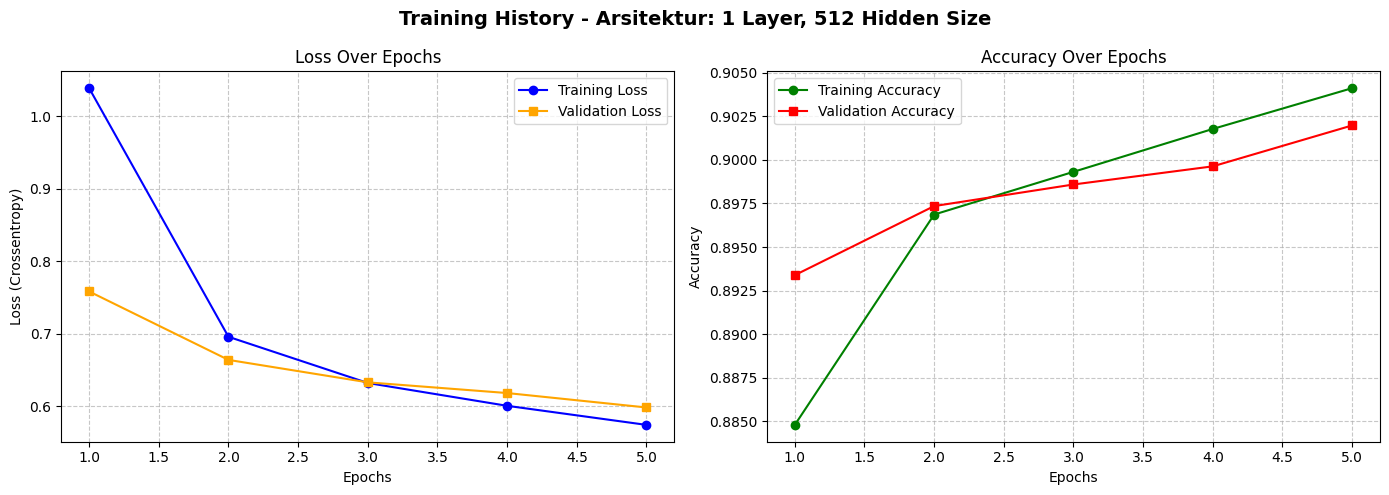 Training History - Arsitektur: 1 Layer, 512 Hidden Size
Loss Over Epochs
Training Loss
Validation Loss
Loss (Crossentropy)
1.0
0.9
0.8
0.7
0.6
1.0 1.5 2.0 2.5 3.0 3.5 4.0 4.5 5.0
Epochs
Accuracy Over Epochs
Training Accuracy
Validation Accuracy
Accuracy
0.9050
0.9025
0.9000
0.8975
0.8950
0.8925
0.8900
0.8875
0.8850
1.0 1.5 2.0 2.5 3.0 3.5 4.0 4.5 5.0
Epochs